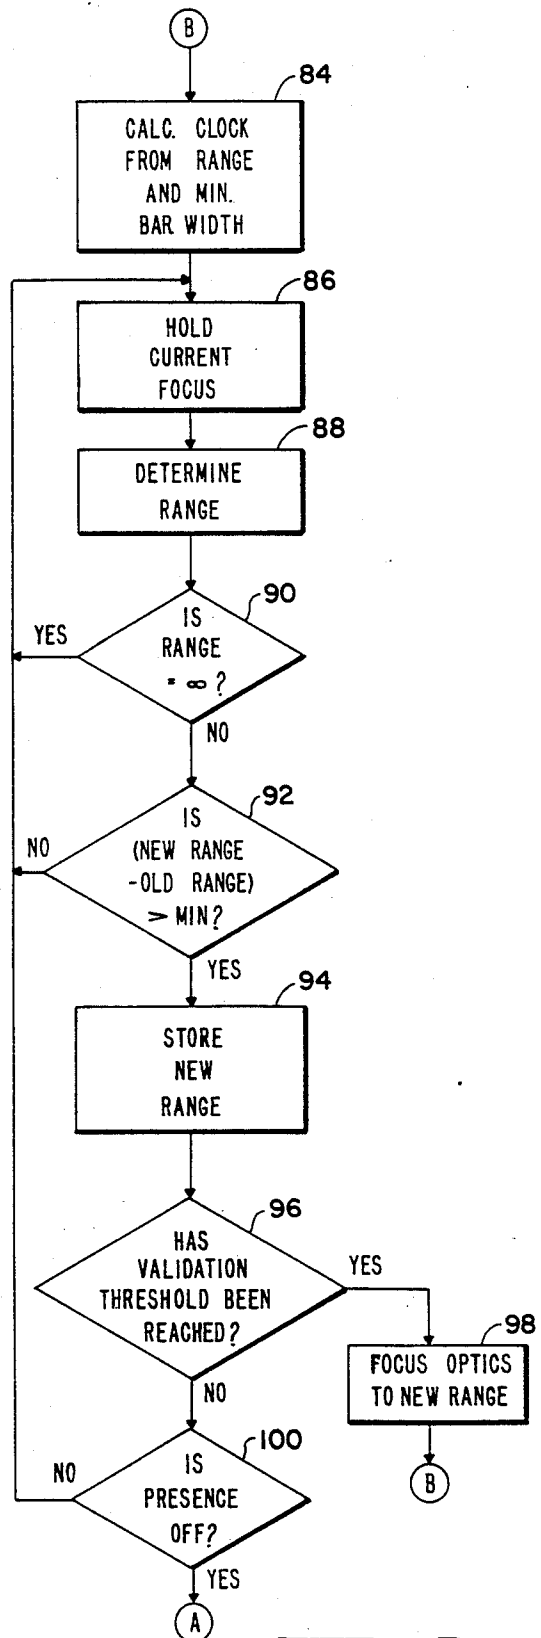 B
84
CALC. CLOCK
FROM RANGE
AND MIN.
BAR WIDTH
86
HOLD
CURRENT
FOCUS
88
DETERMINE
RANGE
90
IS
RANGE
= ∞ ?
YES
NO
92
IS
(NEW RANGE
-OLD RANGE)
> MIN?
NO
YES
94
STORE
NEW
RANGE
96
HAS
VALIDATION
THRESHOLD BEEN
REACHED?
YES
98
FOCUS OPTICS
TO NEW RANGE
B
NO
100
IS
PRESENCE
OFF?
NO
YES
A